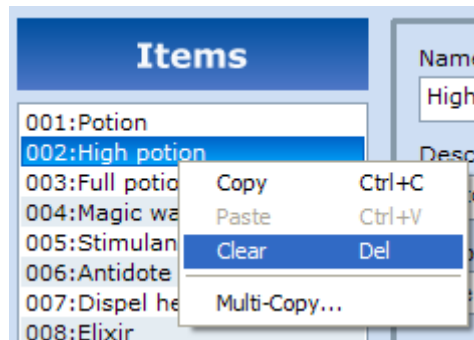 Items
001:Potion
002:High potion
003:Full potio
004:Magic wa
005:Stimulan
006:Antidote
007:Dispel he
008:Elixir
Copy Ctrl+C
Paste Ctrl+V
Clear Del
Multi-Copy...
Name
High
Desc